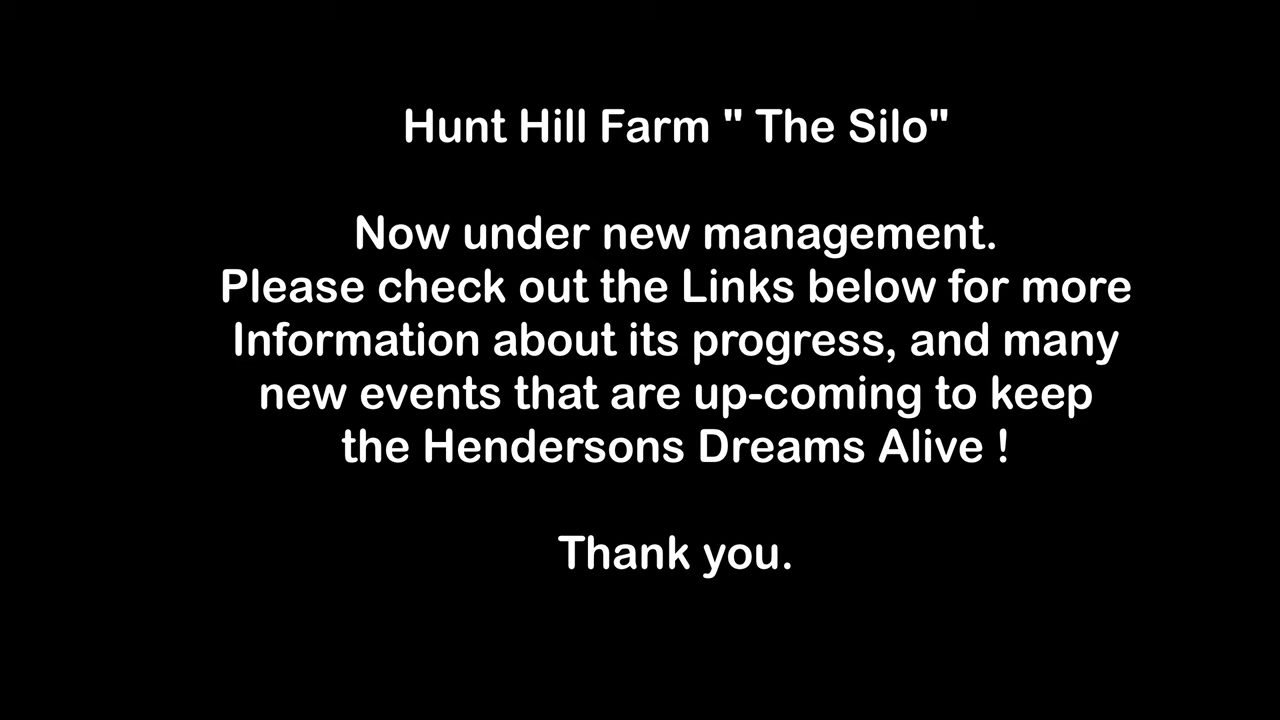 Hunt Hill Farm " The Silo"
Now under new management.
Please check out the Links below for more
Information about its progress, and many
new events that are up-coming to keep
the Hendersons Dreams Alive !
Thank you.